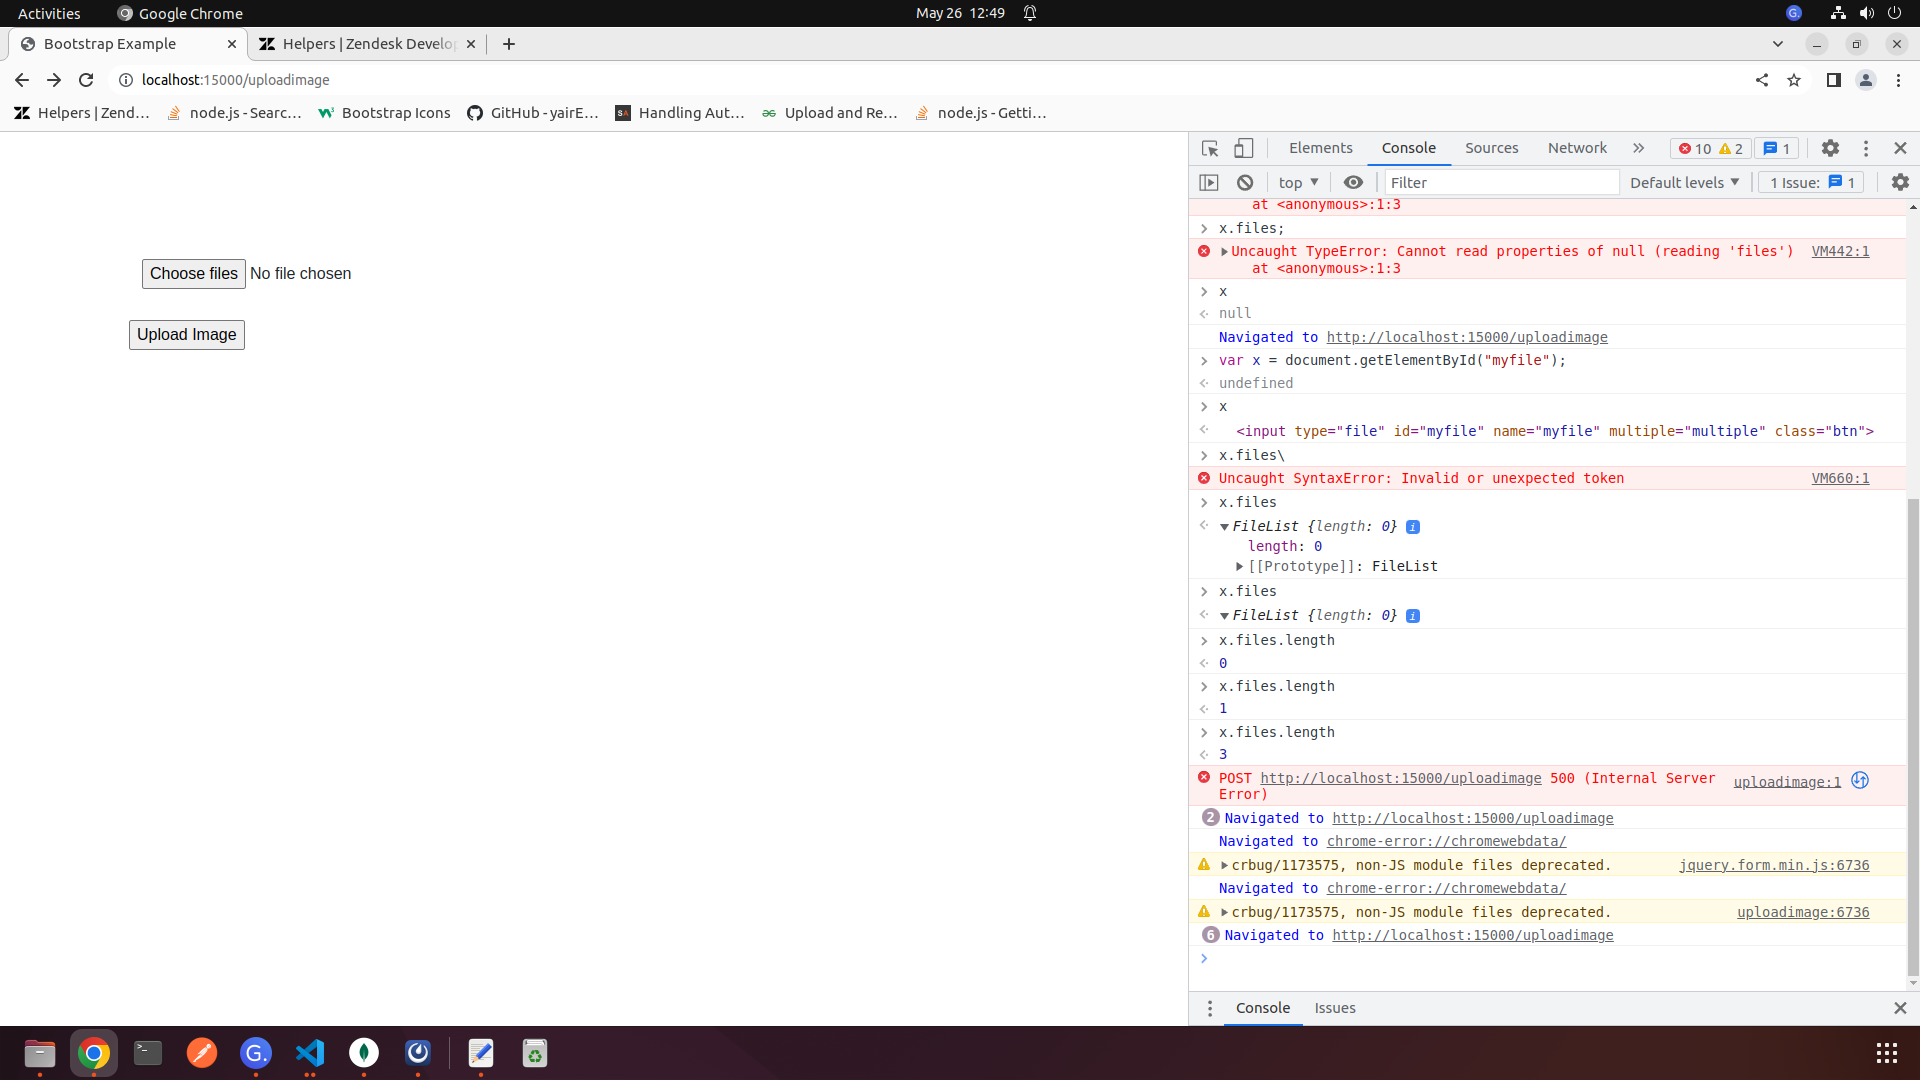 Activities
Google Chrome
May 26 12:49
Bootstrap Example
Helpers | Zendesk Develop
localhost:15000/uploadimage
Helpers | Zend...
node.js - Searc...
Bootstrap Icons
GitHub - yairE...
Handling Aut...
Upload and Re...
node.js - Getti...
Choose files No file chosen
Upload Image
Elements
Console
Sources
Network
10
2
1
top
Filter
Default levels
1 Issue: 1
at <anonymous>:1:3
x.files;
Uncaught TypeError: Cannot read properties of null (reading 'files') VM442:1
at <anonymous>:1:3
x
null
Navigated to http://localhost:15000/uploadimage
var x = document.getElementById("myfile");
undefined
x
<input type="file" id="myfile" name="myfile" multiple="multiple" class="btn">
x.files\
Uncaught SyntaxError: Invalid or unexpected token VM660:1
x.files
FileList {length: 0} i
length: 0
[[Prototype]]: FileList
x.files
FileList {length: 0} i
x.files.length
0
x.files.length
1
x.files.length
3
POST http://localhost:15000/uploadimage 500 (Internal Server uploadimage:1
Error)
2 Navigated to http://localhost:15000/uploadimage
Navigated to chrome-error://chromewebdata/
crbug/1173575, non-JS module files deprecated. jquery.form.min.js:6736
Navigated to chrome-error://chromewebdata/
crbug/1173575, non-JS module files deprecated. uploadimage:6736
6 Navigated to http://localhost:15000/uploadimage
Console
Issues